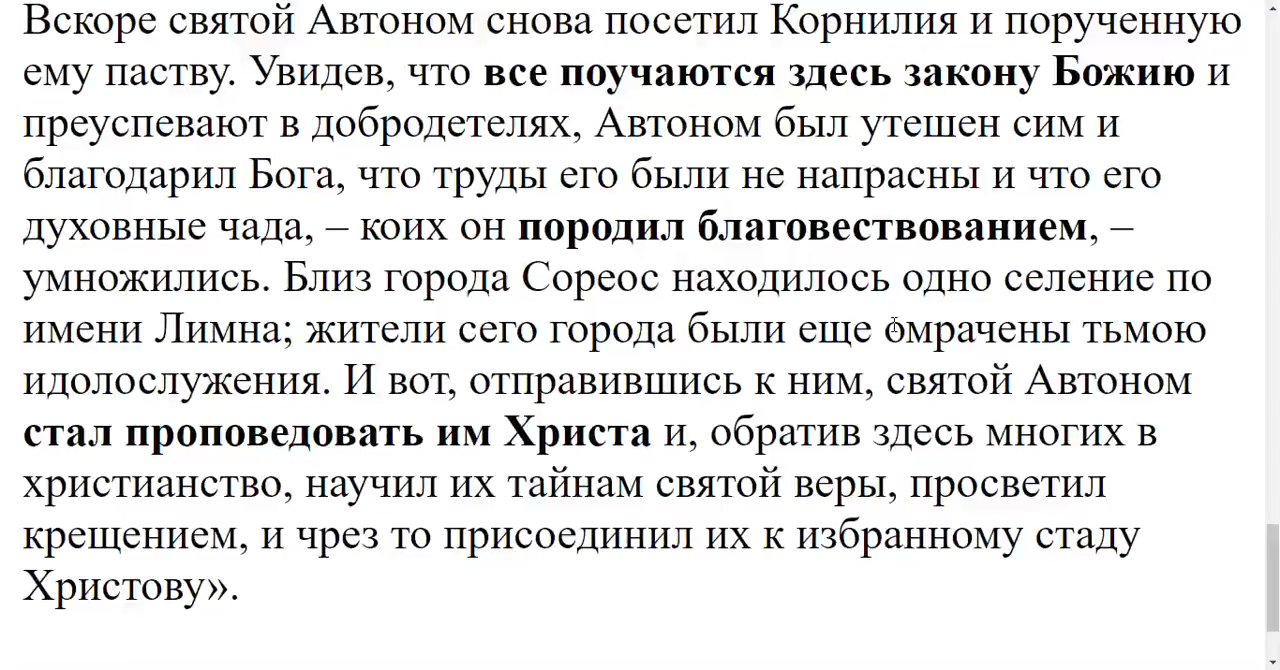 Вскоре святой Автоном снова посетил Корнилия и порученную
ему паству. Увидев, что все поучаются здесь закону Божию и
преуспевают в добродетелях, Автоном был утешен сим и
благодарил Бога, что труды его были не напрасны и что его
духовные чада, – коих он породил благовествованием, –
умножились. Близ города Сореос находилось одно селение по
имени Лимна; жители сего города были еще омрачены тьмою
идолослужения. И вот, отправившись к ним, святой Автоном
стал проповедовать им Христа и, обратив здесь многих в
христианство, научил их тайнам святой веры, просветил
крещением, и чрез то присоединил их к избранному стаду
Христову».